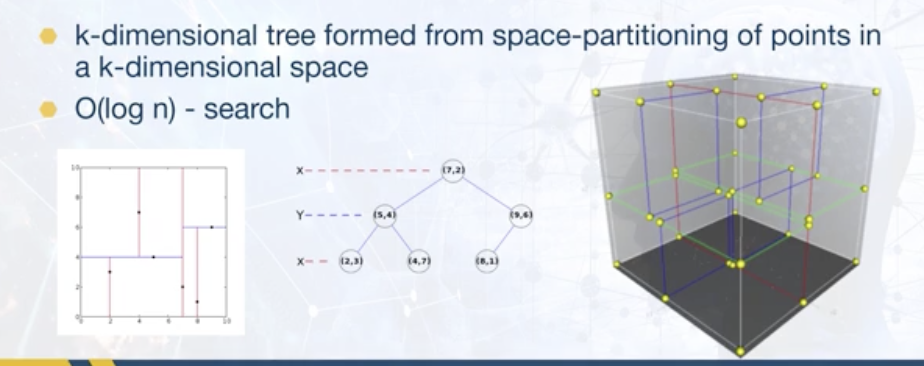 k-dimensional tree formed from space-partitioning of points in
a k-dimensional space
O(log n) - search
10
8
6
4
2
0
0 2 4 6 8 10
X (7,2)
Y (5,4) (9,6)
X (2,3) (4,7) (8,1)